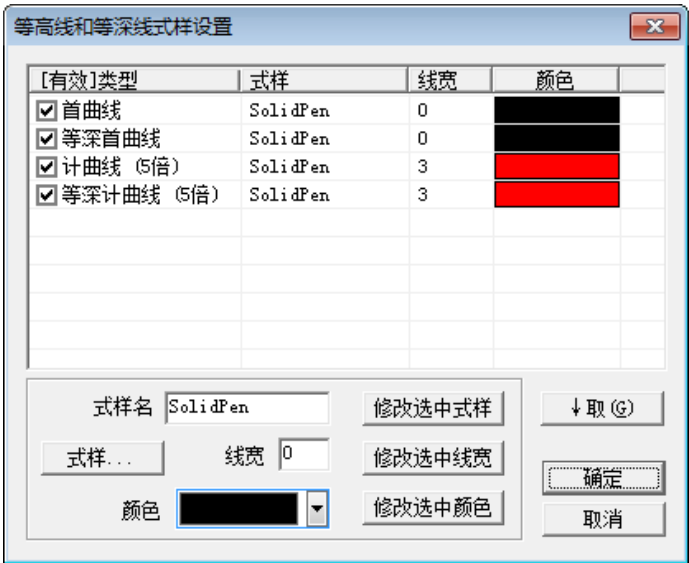 等高线和等深线式样设置
[有效]类型 式样 线宽 颜色
首曲线 SolidPen 0
等深首曲线 SolidPen 0
计曲线 (5倍) SolidPen 3
等深计曲线 (5倍) SolidPen 3
式样名 SolidPen 修改选中式样 ↓取(G)
式样... 线宽 0 修改选中线宽 确定
颜色 修改选中颜色 取消